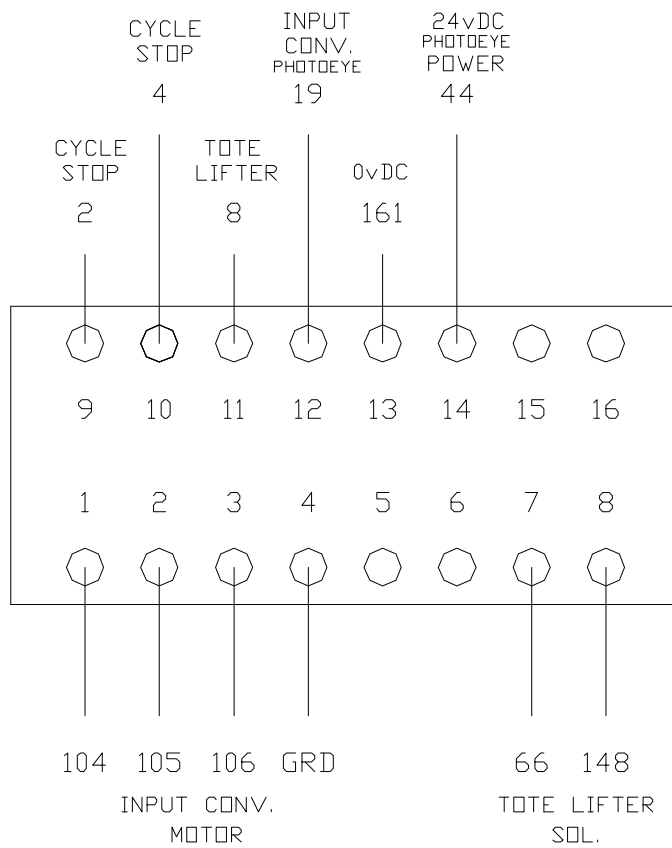 CYCLE
STOP
4
INPUT
CONV.
PHOTOEYE
19
24vDC
PHOTOEYE
POWER
44
CYCLE
STOP
2
TOTE
LIFTER
8
0vDC
161
9 10 11 12 13 14 15 16
1 2 3 4 5 6 7 8
104 105 106 GRD
INPUT CONV.
MOTOR
66 148
TOTE LIFTER
SOL.